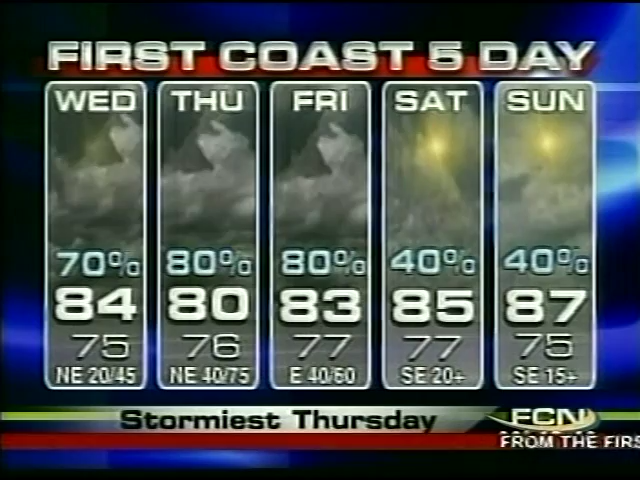 FIRST COAST 5 DAY
WED THU FRI SAT SUN
70% 80% 80% 40% 40%
84 80 83 85 87
75 76 77 77 75
NE 20/45 NE 40/75 E 40/60 SE 20+ SE 15+
Stormiest Thursday
FCN
FROM THE FIRS